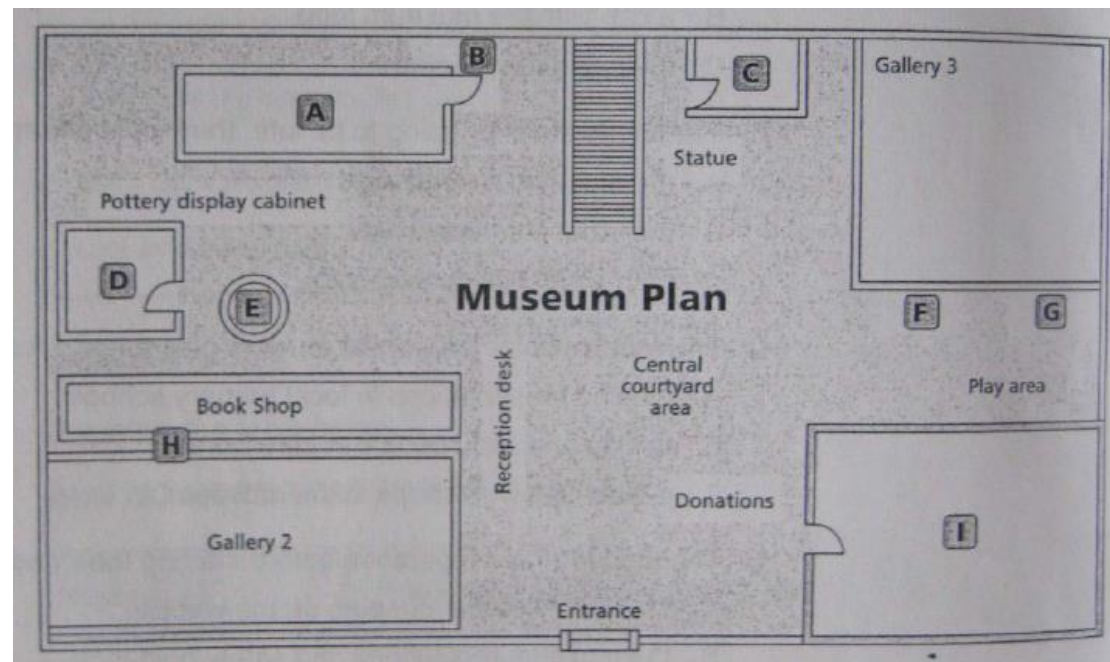 B
Gallery 3
C
A
Statue
Pottery display cabinet
D
E
Museum Plan
F
G
Reception desk
Central
courtyard
area
Play area
Book Shop
H
Donations
Gallery 2
I
Entrance